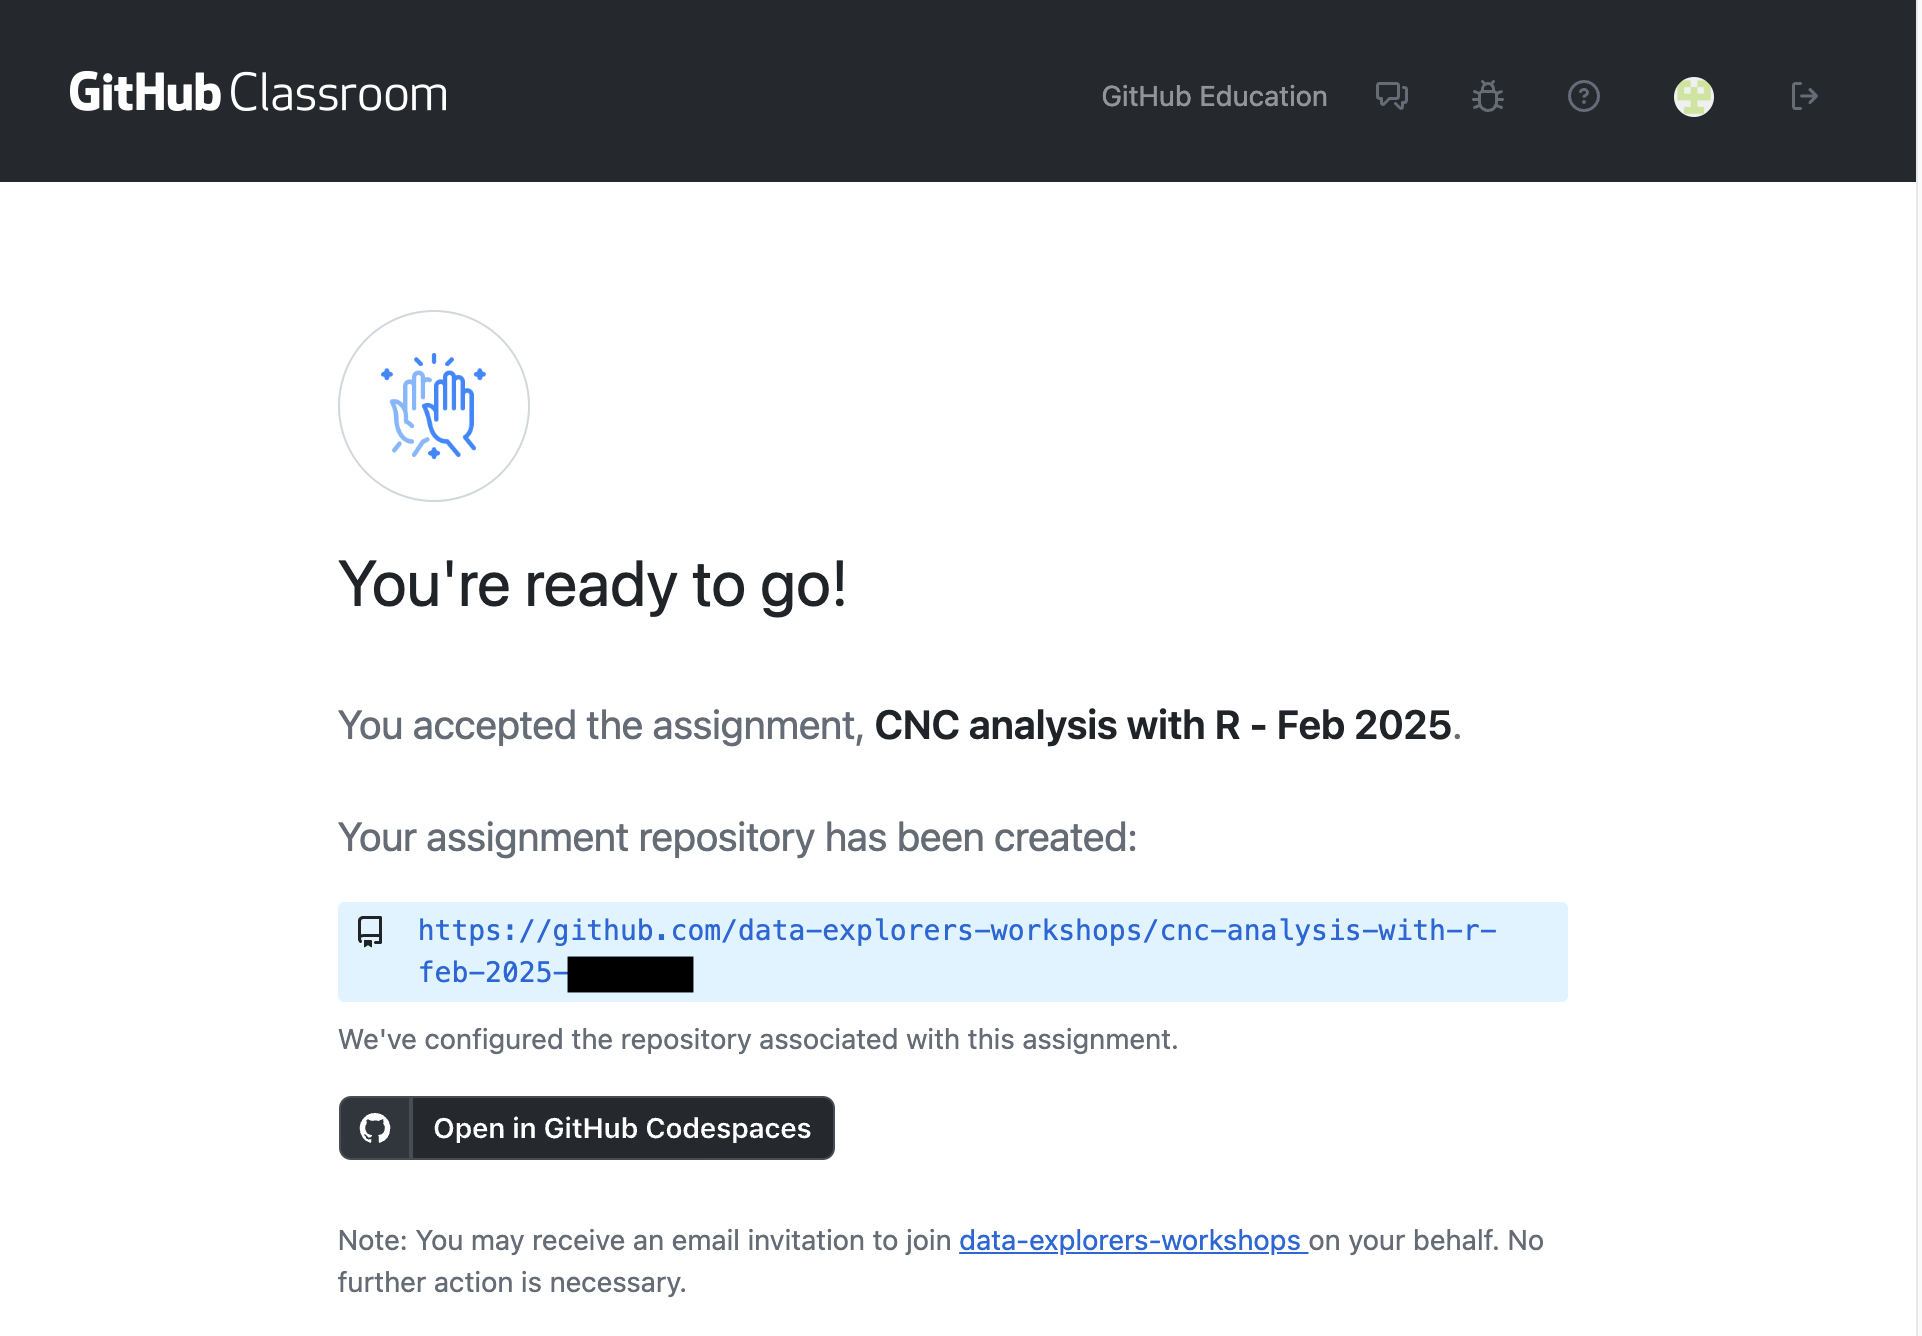 GitHub Classroom
GitHub Education
You're ready to go!
You accepted the assignment, CNC analysis with R - Feb 2025.
Your assignment repository has been created:
https://github.com/data-explorers-workshops/cnc-analysis-with-r-
feb-2025-
We've configured the repository associated with this assignment.
Open in GitHub Codespaces
Note: You may receive an email invitation to join data-explorers-workshops on your behalf. No
further action is necessary.